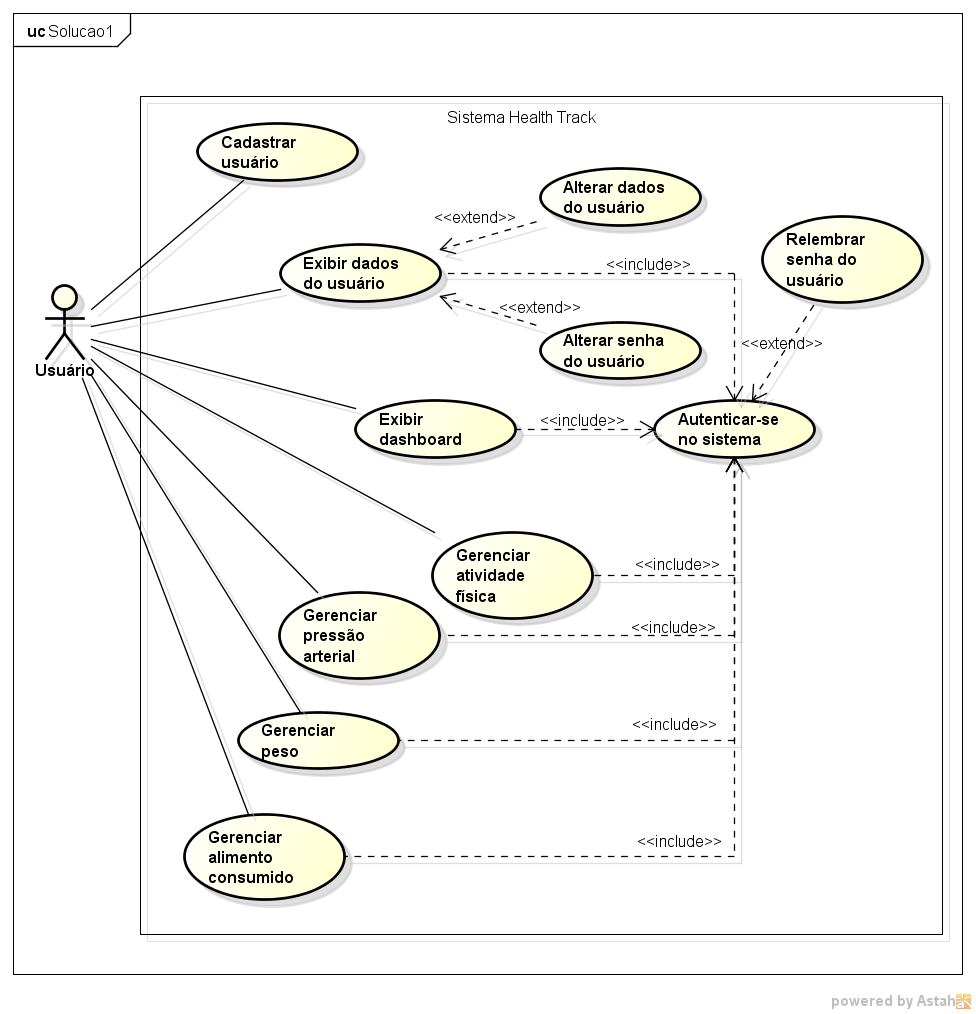 uc Solucao1
Sistema Health Track
Cadastrar
usuário
Alterar dados
do usuário
<<extend>>
Relembrar
senha do
usuário
Exibir dados
do usuário
<<include>>
<<extend>>
Alterar senha
do usuário
<<extend>>
Usuário
Exibir
dashboard
<<include>>
Autenticar-se
no sistema
Gerenciar
atividade
física
<<include>>
Gerenciar
pressão
arterial
<<include>>
Gerenciar
peso
<<include>>
Gerenciar
alimento
consumido
<<include>>
powered by Astah